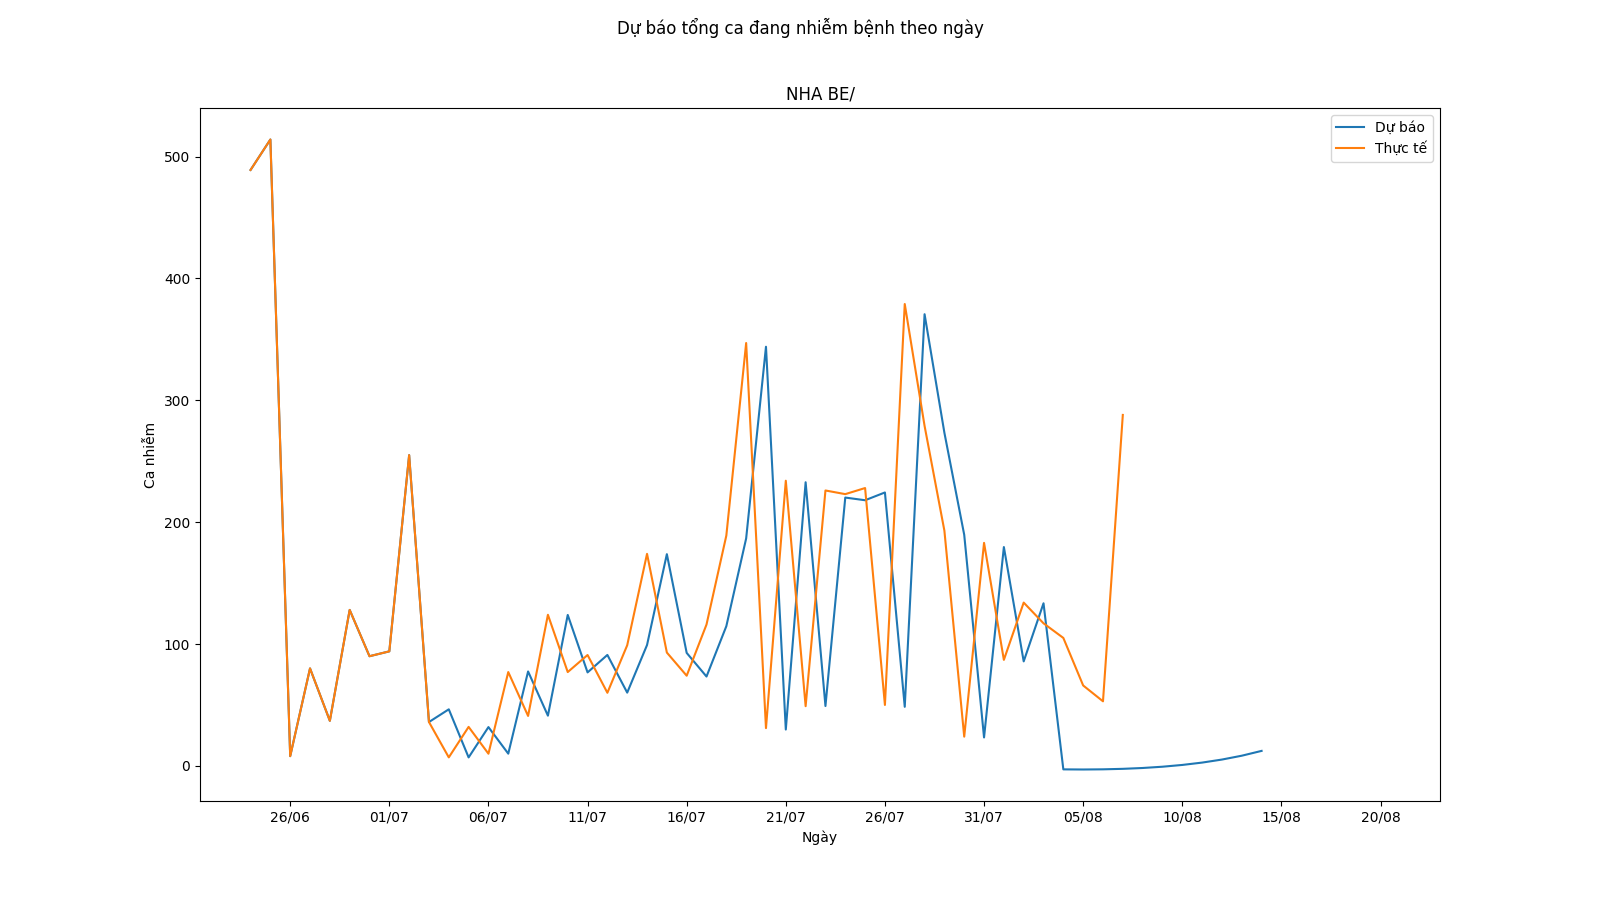 Dự báo tổng ca đang nhiễm bệnh theo ngày
NHA BE/
Dự báo
Thực tế
500
400
300
200
100
0
Ca nhiễm
26/06 01/07 06/07 11/07 16/07 21/07 26/07 31/07 05/08 10/08 15/08 20/08
Ngày